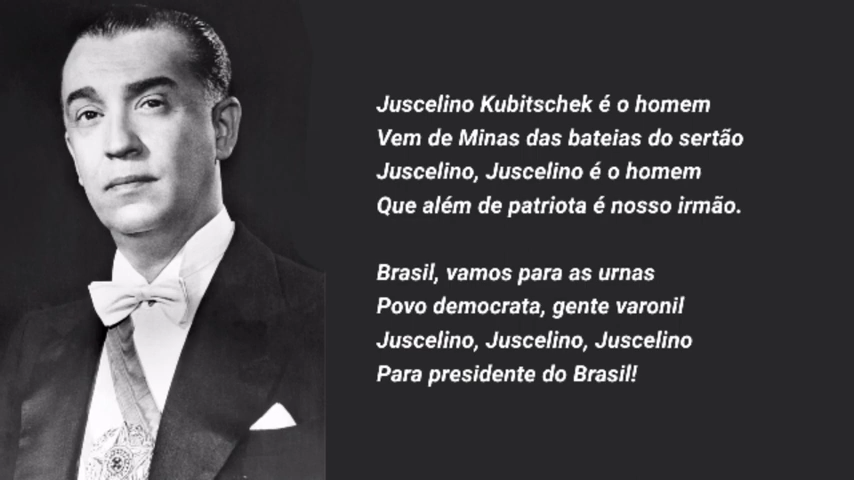 Juscelino Kubitschek é o homem
Vem de Minas das bateias do sertão
Juscelino, Juscelino é o homem
Que além de patriota é nosso irmão.
Brasil, vamos para as urnas
Povo democrata, gente varonil
Juscelino, Juscelino, Juscelino
Para presidente do Brasil!